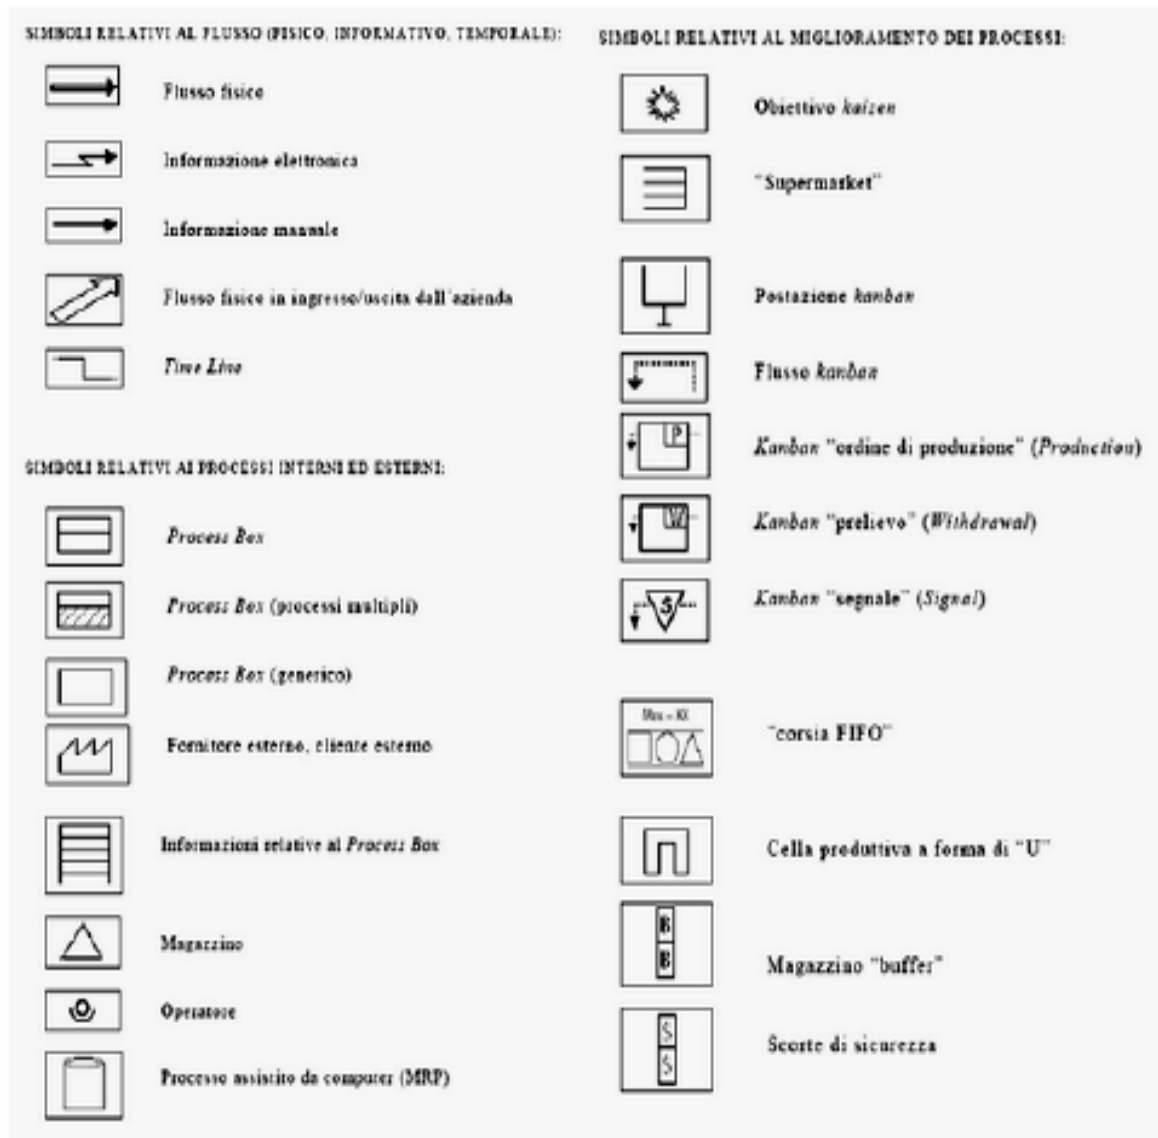 SIMBOLI RELATIVI AL FLUSSO (FISICO, INFORMATIVO, TEMPORALE):
Flusso fisico
Informazione elettronica
Informazione manuale
Flusso fisico in ingresso/uscita dall'azienda
Time Line
SIMBOLI RELATIVI AI PROCESSI INTERNI ED ESTERNI:
Process Box
Process Box (processi multipli)
Process Box (generico)
Fornitore esterno, cliente esterno
Informazioni relative al Process Box
Magazzino
Operatore
Processo assistito da computer (MRP)
SIMBOLI RELATIVI AL MIGLIORAMENTO DEI PROCESSI:
Obiettivo kaizen
"Supermarket"
Postazione kanban
Flusso kanban
P
Kanban "ordine di produzione" (Production)
W
Kanban "prelievo" (Withdrawal)
S
Kanban "segnale" (Signal)
Max = XX
"corsia FIFO"
Cella produttiva a forma di "U"
B
B
Magazzino "buffer"
S
S
Scorte di sicurezza